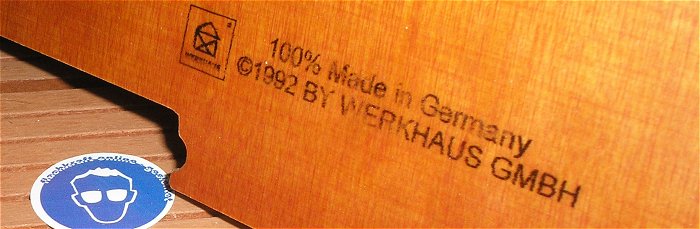 100% Made in Germany
©1992 BY WERKHAUS GMBH